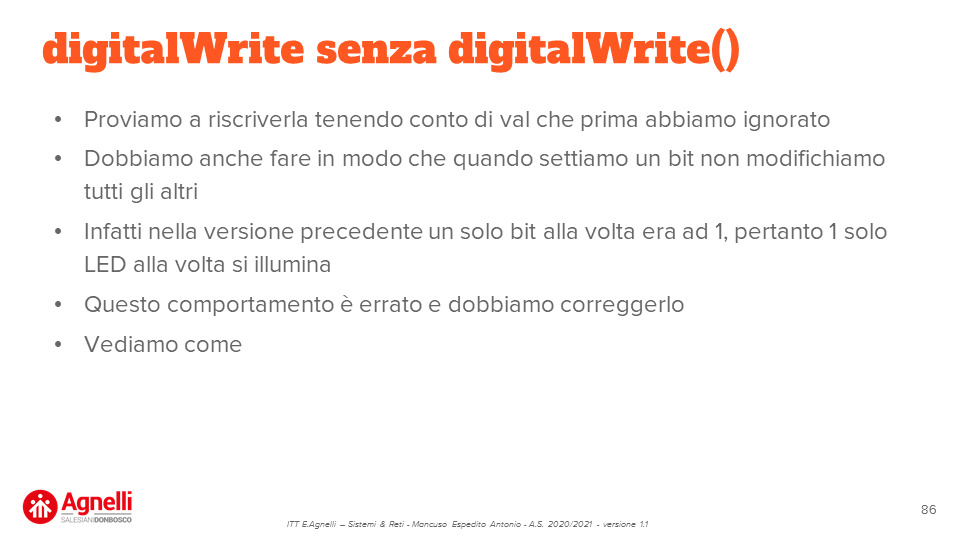 digitalWrite senza digitalWrite()
• Proviamo a riscriverla tenendo conto di val che prima abbiamo ignorato
• Dobbiamo anche fare in modo che quando settiamo un bit non modifichiamo
tutti gli altri
• Infatti nella versione precedente un solo bit alla volta era ad 1, pertanto 1 solo
LED alla volta si illumina
• Questo comportamento è errato e dobbiamo correggerlo
• Vediamo come
Agnelli
SALESIANI DONBOSCO
ITT E.Agnelli – Sistemi & Reti - Mancuso Espedito Antonio - A.S. 2020/2021 - versione 1.1
86